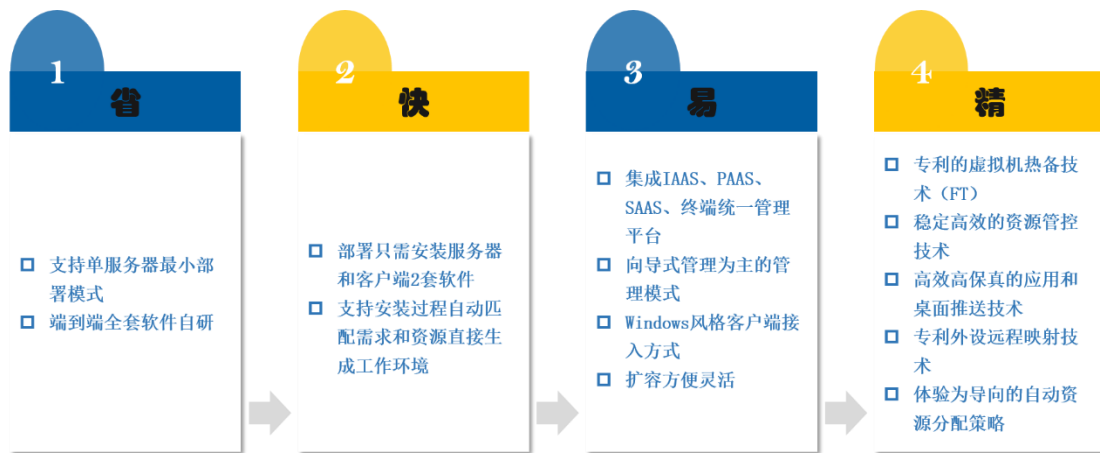 1
省
支持单服务器最小部
署模式
端到端全套软件自研
2
快
部署只需安装服务器
和客户端2套软件
支持安装过程自动匹
配需求和资源直接生
成工作环境
3
易
集成IAAS、PAAS、
SAAS、终端统一管理
平台
向导式管理为主的管
理模式
Windows风格客户端接
入方式
扩容方便灵活
4
精
专利的虚拟机热备技
术（FT）
稳定高效的资源管控
技术
高效高保真的应用和
桌面推送技术
专利外设远程映射技
术
体验为导向的自动资
源分配策略